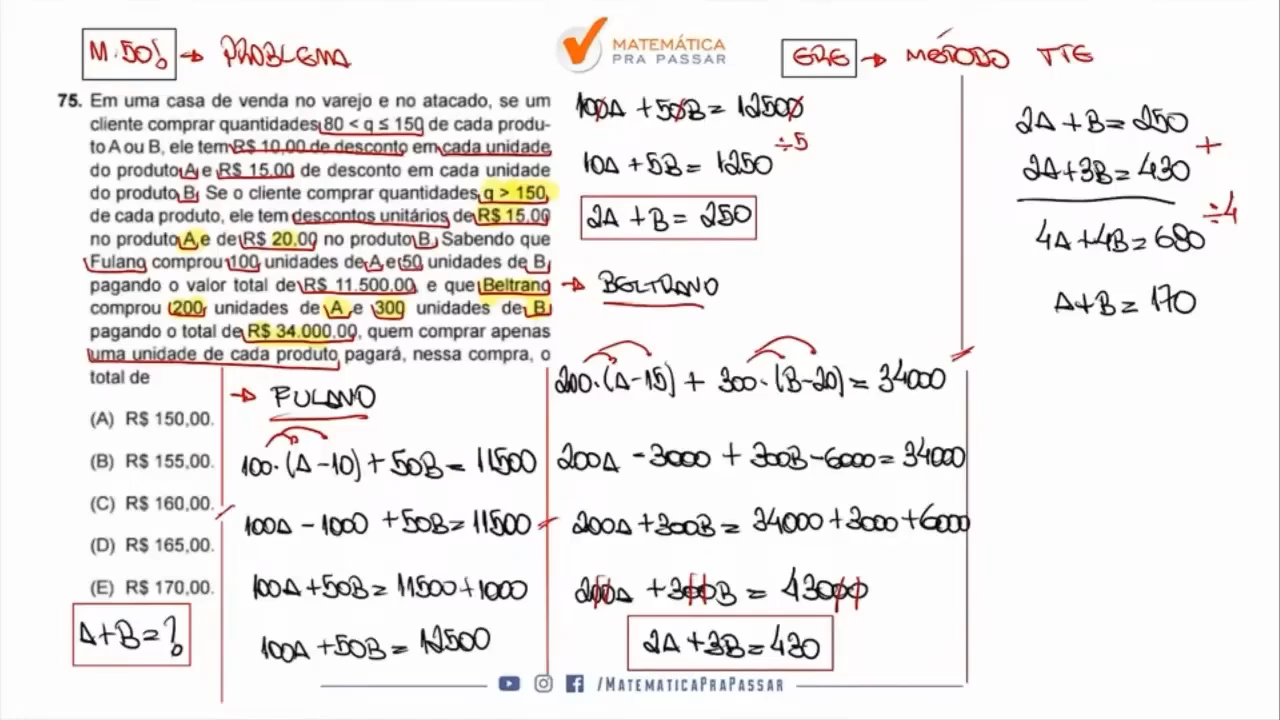 M.50! → PROBLEMA
MATEMÁTICA
PRA PASSAR
GRG → MÉTODO TTG
75. Em uma casa de venda no varejo e no atacado, se um
cliente comprar quantidades 80 < q ≤ 150 de cada produ-
to A ou B, ele tem R$ 10,00 de desconto em cada unidade
do produto A e R$ 15,00 de desconto em cada unidade
do produto B. Se o cliente comprar quantidades q > 150,
de cada produto, ele tem descontos unitários de R$ 15,00
no produto A e de R$ 20,00 no produto B. Sabendo que
Fulano comprou 100 unidades de A e 50 unidades de B,
pagando o valor total de R$ 11.500,00, e que Beltrano
comprou 200 unidades de A e 300 unidades de B,
pagando o total de R$ 34.000,00, quem comprar apenas
uma unidade de cada produto pagará, nessa compra, o
total de
(A) R$ 150,00.
(B) R$ 155,00.
(C) R$ 160,00.
(D) R$ 165,00.
(E) R$ 170,00.
A+B=?
→ FULANO
100·(A-10)+50B=11500
100A-1000+50B=11500
100A+50B=11500+1000
100A+50B=12500
100A+50B=12500
÷5
10A+5B=1250
2A+B=250
→ BELTRANO
200·(A-15)+300·(B-20)=34000
200A-3000+300B-6000=34000
200A+300B=34000+3000+6000
200A+300B=43000
2A+3B=430
2A+B=250
+
2A+3B=430
÷4
4A+4B=680
A+B=170
/MATEMATICAPRAPASSAR